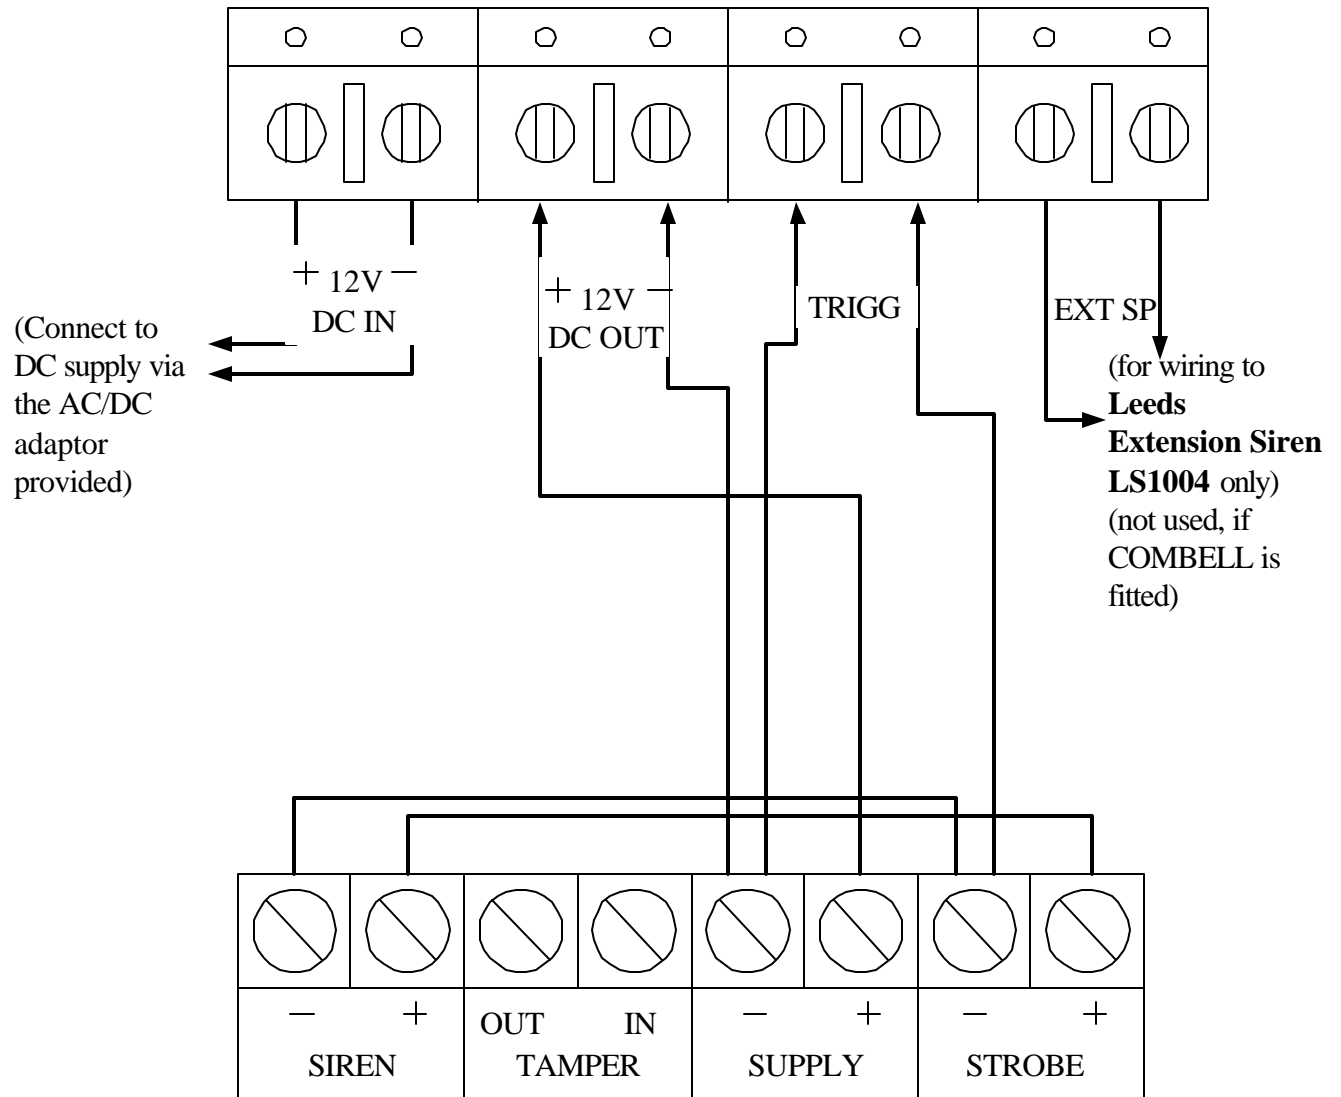 + 12V −
DC IN
+ 12V −
DC OUT
TRIGG
EXT SP
(Connect to
DC supply via
the AC/DC
adaptor
provided)
(for wiring to
Leeds
Extension Siren
LS1004 only)
(not used, if
COMBELL is
fitted)
− +
SIREN
OUT IN
TAMPER
− +
SUPPLY
− +
STROBE